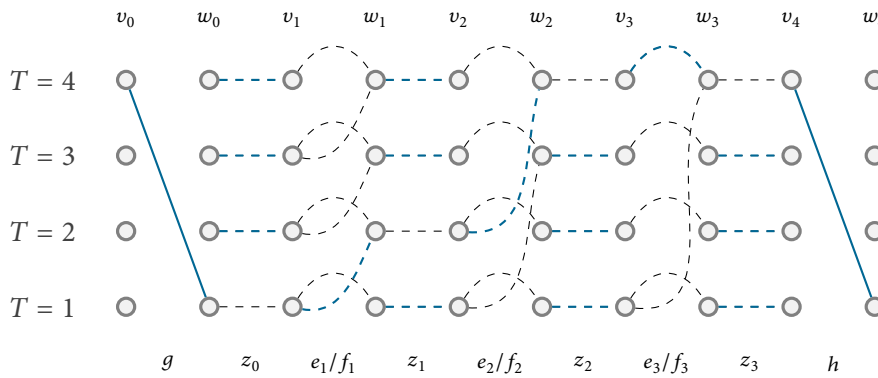 v₀ w₀ v₁ w₁ v₂ w₂ v₃ w₃ v₄ w
T = 4
T = 3
T = 2
T = 1
g z₀ e₁/f₁ z₁ e₂/f₂ z₂ e₃/f₃ z₃ h